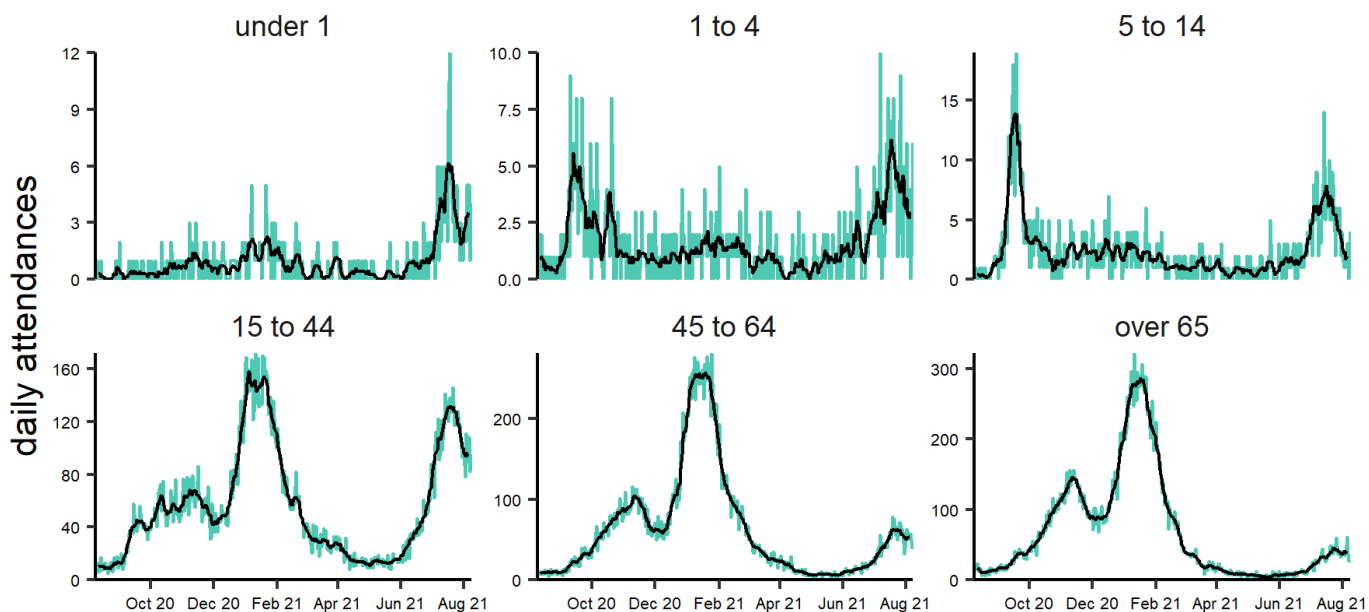 under 1
1 to 4
5 to 14
12
9
6
3
0
10.0
7.5
5.0
2.5
0.0
15
10
5
0
daily attendances
15 to 44
45 to 64
over 65
160
120
80
40
0
200
100
0
300
200
100
0
Oct 20 Dec 20 Feb 21 Apr 21 Jun 21 Aug 21
Oct 20 Dec 20 Feb 21 Apr 21 Jun 21 Aug 21
Oct 20 Dec 20 Feb 21 Apr 21 Jun 21 Aug 21